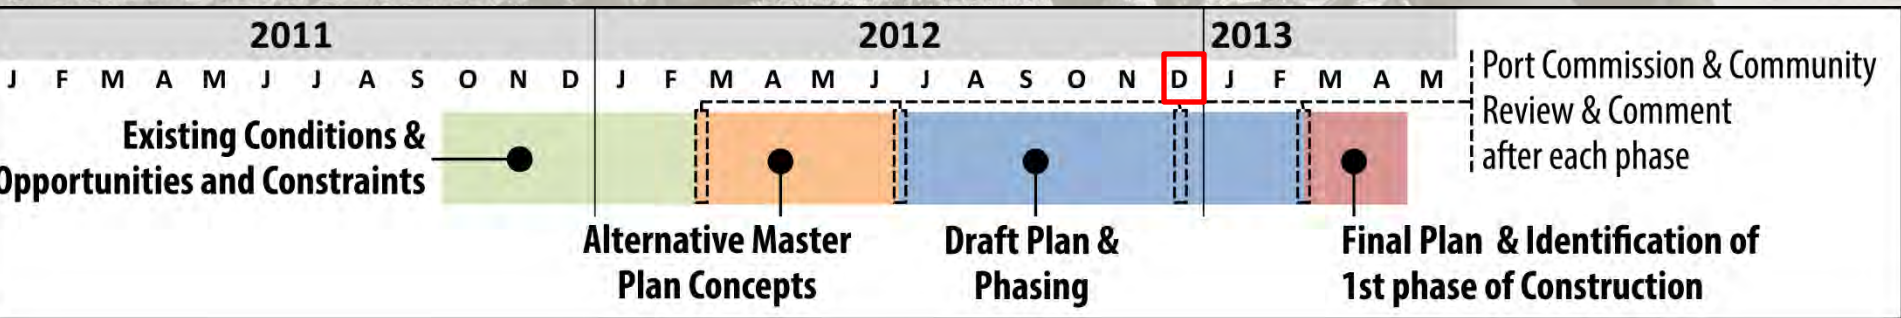 2011 2012 2013
J F M A M J J A S O N D J F M A M J J A S O N D J F M A M
Existing Conditions &
Opportunities and Constraints
Alternative Master
Plan Concepts
Draft Plan &
Phasing
Final Plan & Identification of
1st phase of Construction
Port Commission & Community
Review & Comment
after each phase